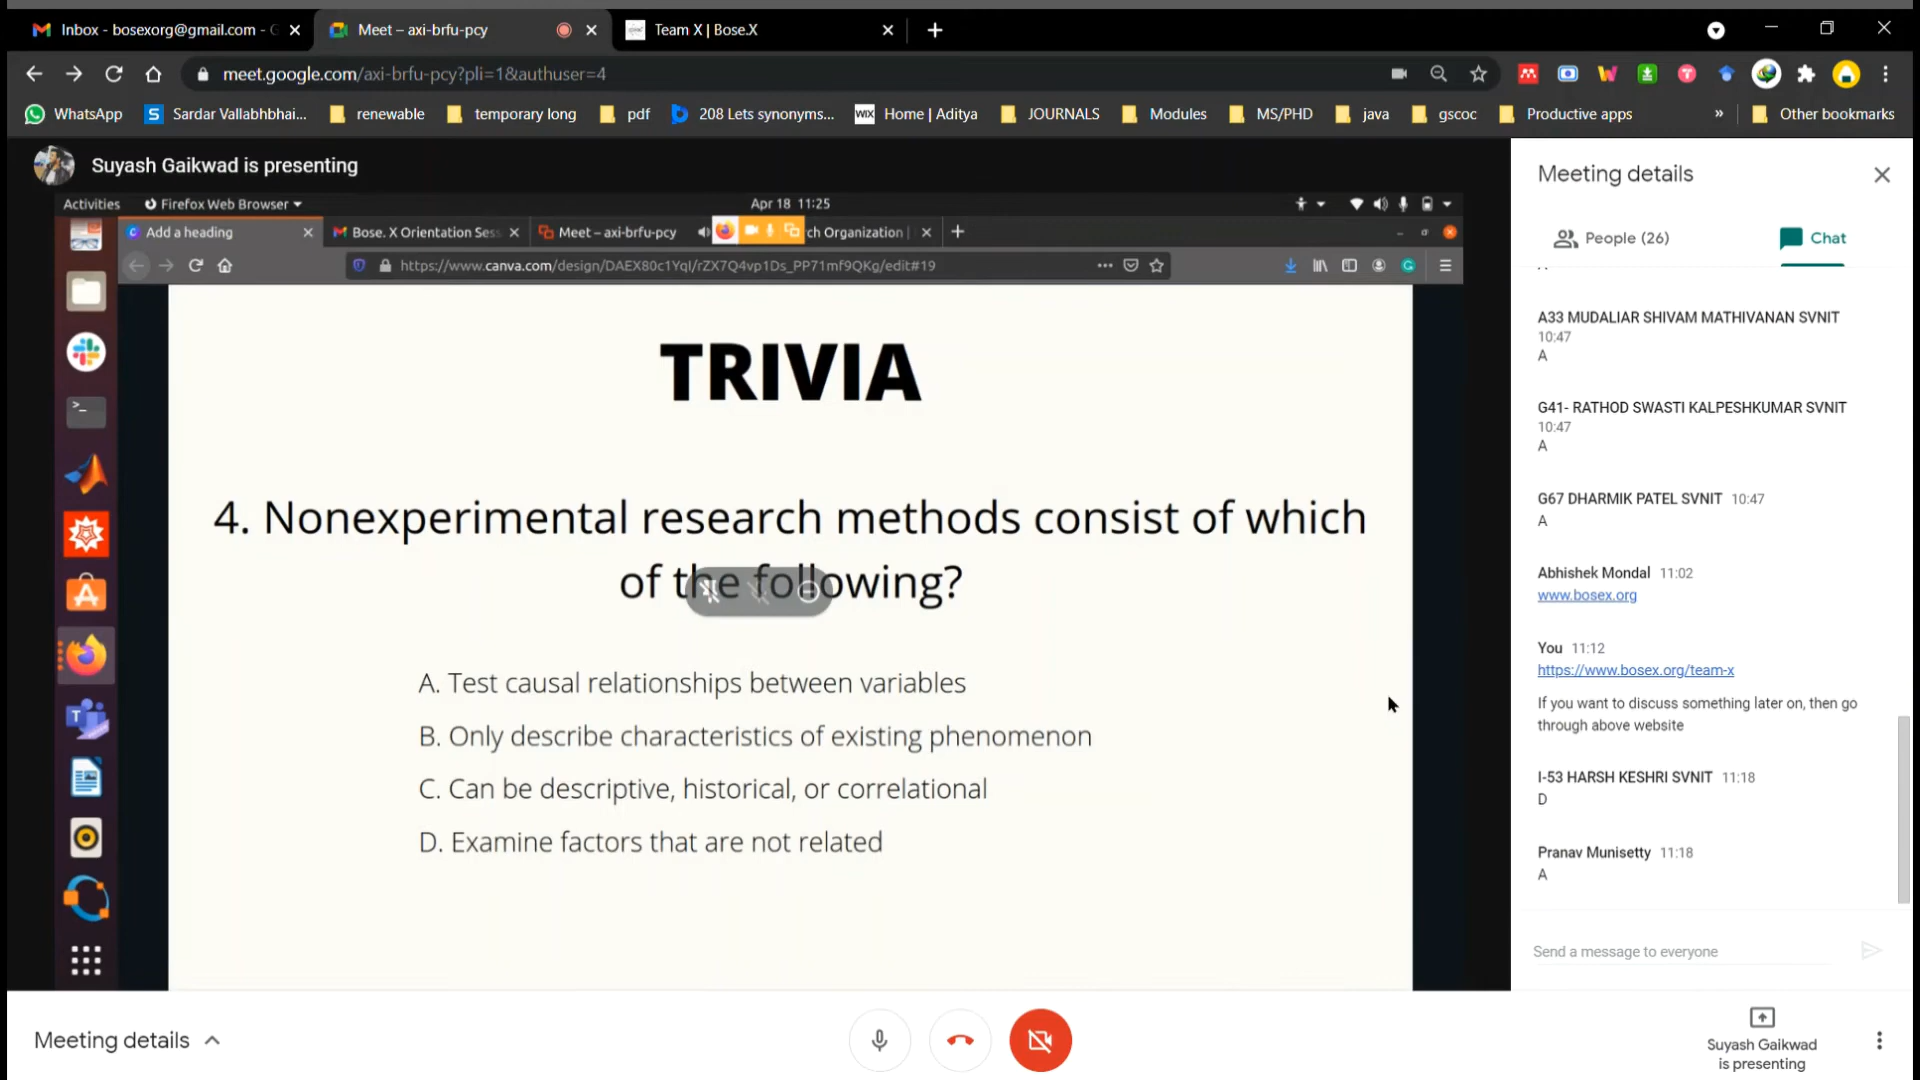 Inbox - bosexorg@gmail.com - G
Meet – axi-brfu-pcy
Team X | Bose.X
meet.google.com/axi-brfu-pcy?pli=1&authuser=4
WhatsApp
Sardar Vallabhbhai...
renewable
temporary long
pdf
208 Lets synonyms...
WIX Home | Aditya
JOURNALS
Modules
MS/PHD
java
gscoc
Productive apps
»
Other bookmarks
Suyash Gaikwad is presenting
Activities
Firefox Web Browser
Apr 18 11:25
Add a heading
Bose. X Orientation Ses
Meet – axi-brfu-pcy
ch Organization |
https://www.canva.com/design/DAEX80c1YqI/rZX7Q4vp1Ds_PP71mf9QKg/edit#19
TRIVIA
4. Nonexperimental research methods consist of which
of the following?
A. Test causal relationships between variables
B. Only describe characteristics of existing phenomenon
C. Can be descriptive, historical, or correlational
D. Examine factors that are not related
Meeting details
People (26)
Chat
A33 MUDALIAR SHIVAM MATHIVANAN SVNIT
10:47
A
G41- RATHOD SWASTI KALPESHKUMAR SVNIT
10:47
A
G67 DHARMIK PATEL SVNIT 10:47
A
Abhishek Mondal 11:02
www.bosex.org
You 11:12
https://www.bosex.org/team-x
If you want to discuss something later on, then go
through above website
I-53 HARSH KESHRI SVNIT 11:18
D
Pranav Munisetty 11:18
A
Send a message to everyone
Meeting details
Suyash Gaikwad
is presenting